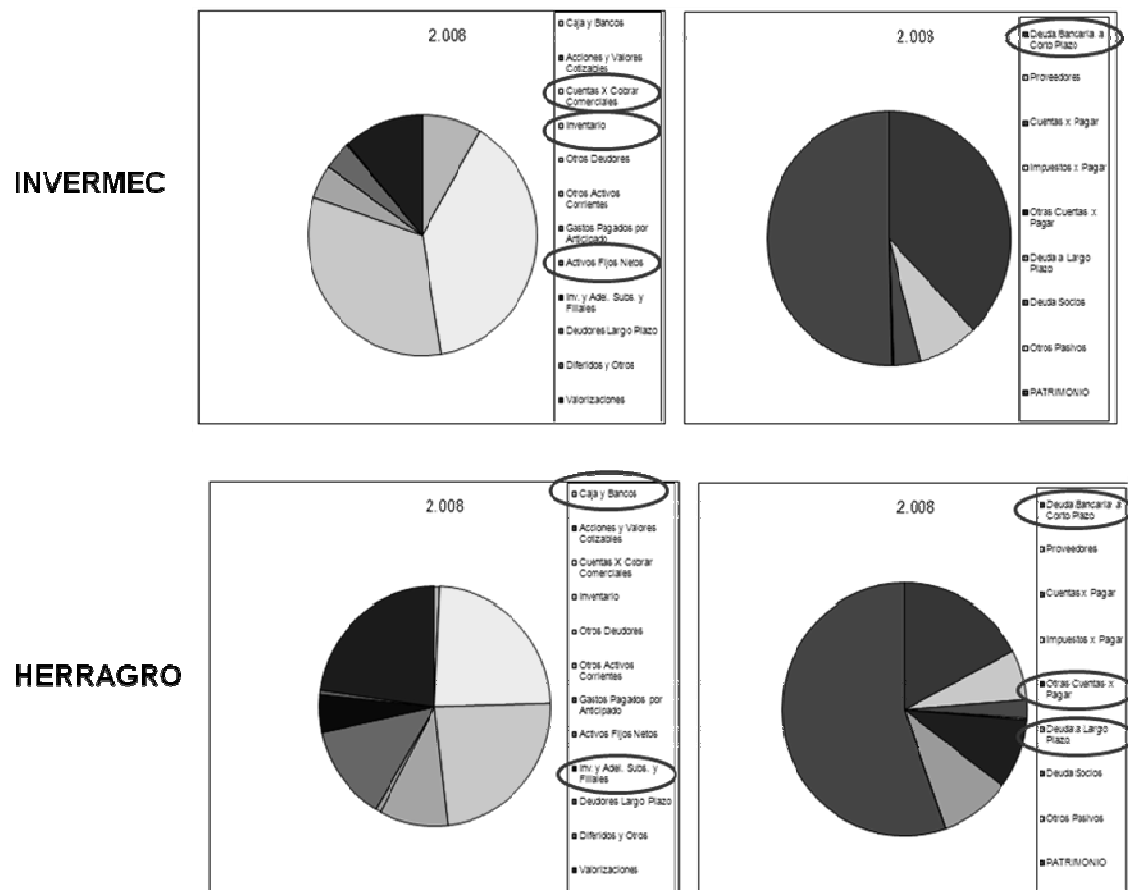 INVERMEC
2.008
Caja y Bancos
Acciones y Valores
Cotizables
Cuentas X Cobrar
Comerciales
Inventario
Otros Deudores
Otros Activos
Corrientes
Gastos Pagados por
Anticipado
Activos Fijos Netos
Inv. y Adel. Subs. y
Filiales
Deudores Largo Plazo
Diferidos y Otros
Valorizaciones
2.008
Deuda Bancaria a
Corto Plazo
Proveedores
Cuentas x Pagar
Impuestos x Pagar
Otras Cuentas x
Pagar
Deuda a Largo
Plazo
Deuda Socios
Otros Pasivos
PATRIMONIO
HERRAGRO
2.008
Caja y Bancos
Acciones y Valores
Cotizables
Cuentas X Cobrar
Comerciales
Inventario
Otros Deudores
Otros Activos
Corrientes
Gastos Pagados por
Anticipado
Activos Fijos Netos
Inv. y Adel. Subs. y
Filiales
Deudores Largo Plazo
Diferidos y Otros
Valorizaciones
2.008
Deuda Bancaria a
Corto Plazo
Proveedores
Cuentas x Pagar
Impuestos x Pagar
Otras Cuentas x
Pagar
Deuda a Largo
Plazo
Deuda Socios
Otros Pasivos
PATRIMONIO